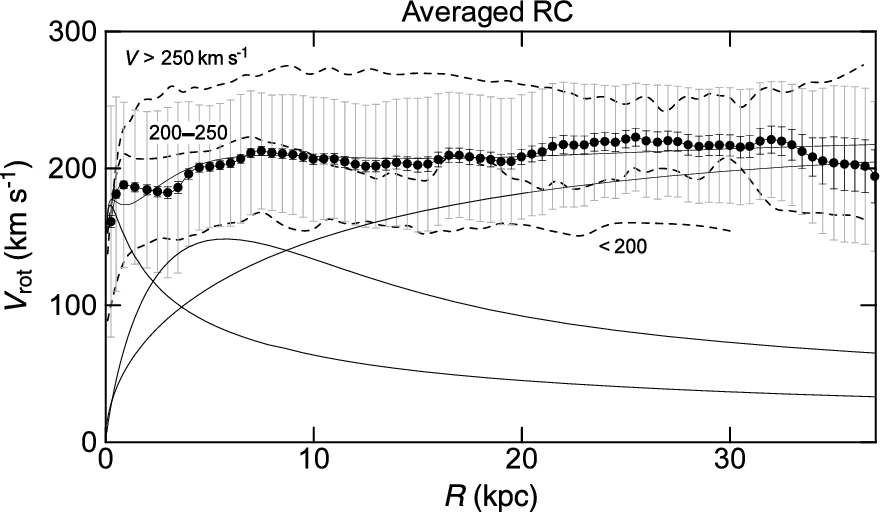 Averaged RC
300
V > 250 km s⁻¹
200–250
200
< 200
100
0
0 10 20 30
V_rot (km s⁻¹)
R (kpc)